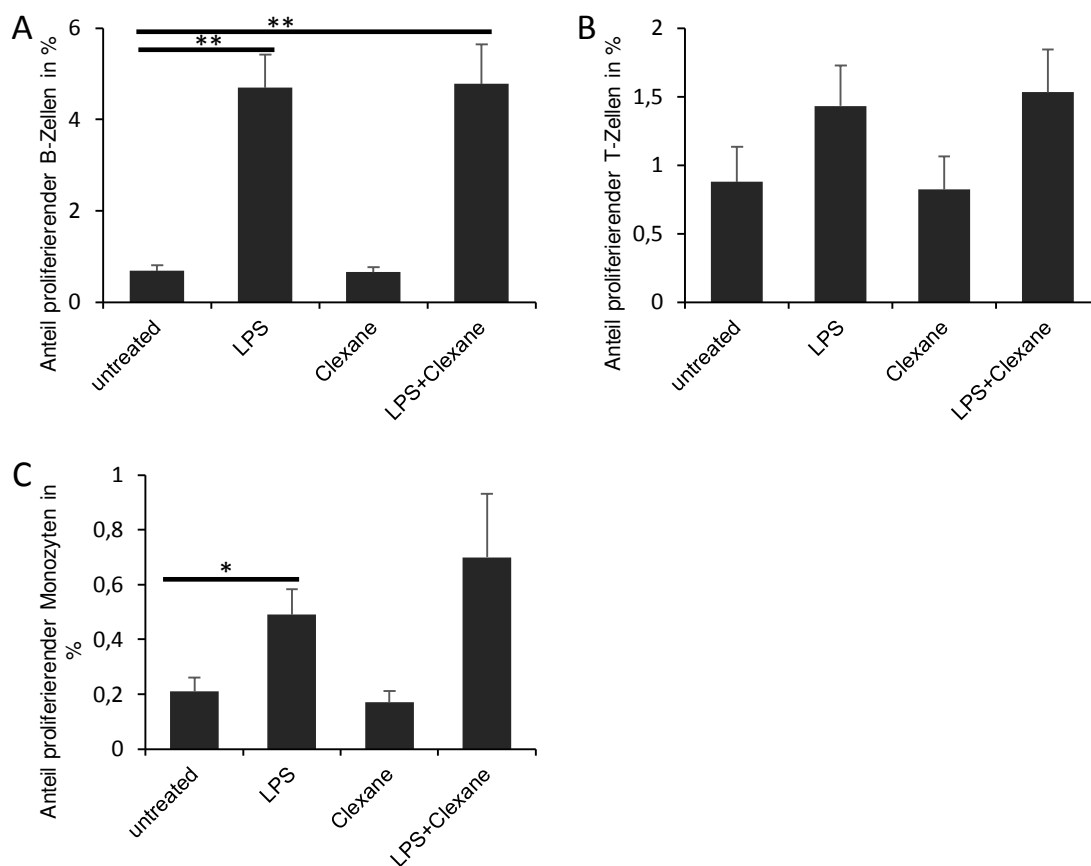 A
Anteil proliferierender B-Zellen in %
6
4
2
0
**
**
untreated
LPS
Clexane
LPS+Clexane
B
Anteil proliferierender T-Zellen in %
2
1,5
1
0,5
0
untreated
LPS
Clexane
LPS+Clexane
C
Anteil proliferierender Monozyten in
%
1
0,8
0,6
0,4
0,2
0
*
untreated
LPS
Clexane
LPS+Clexane